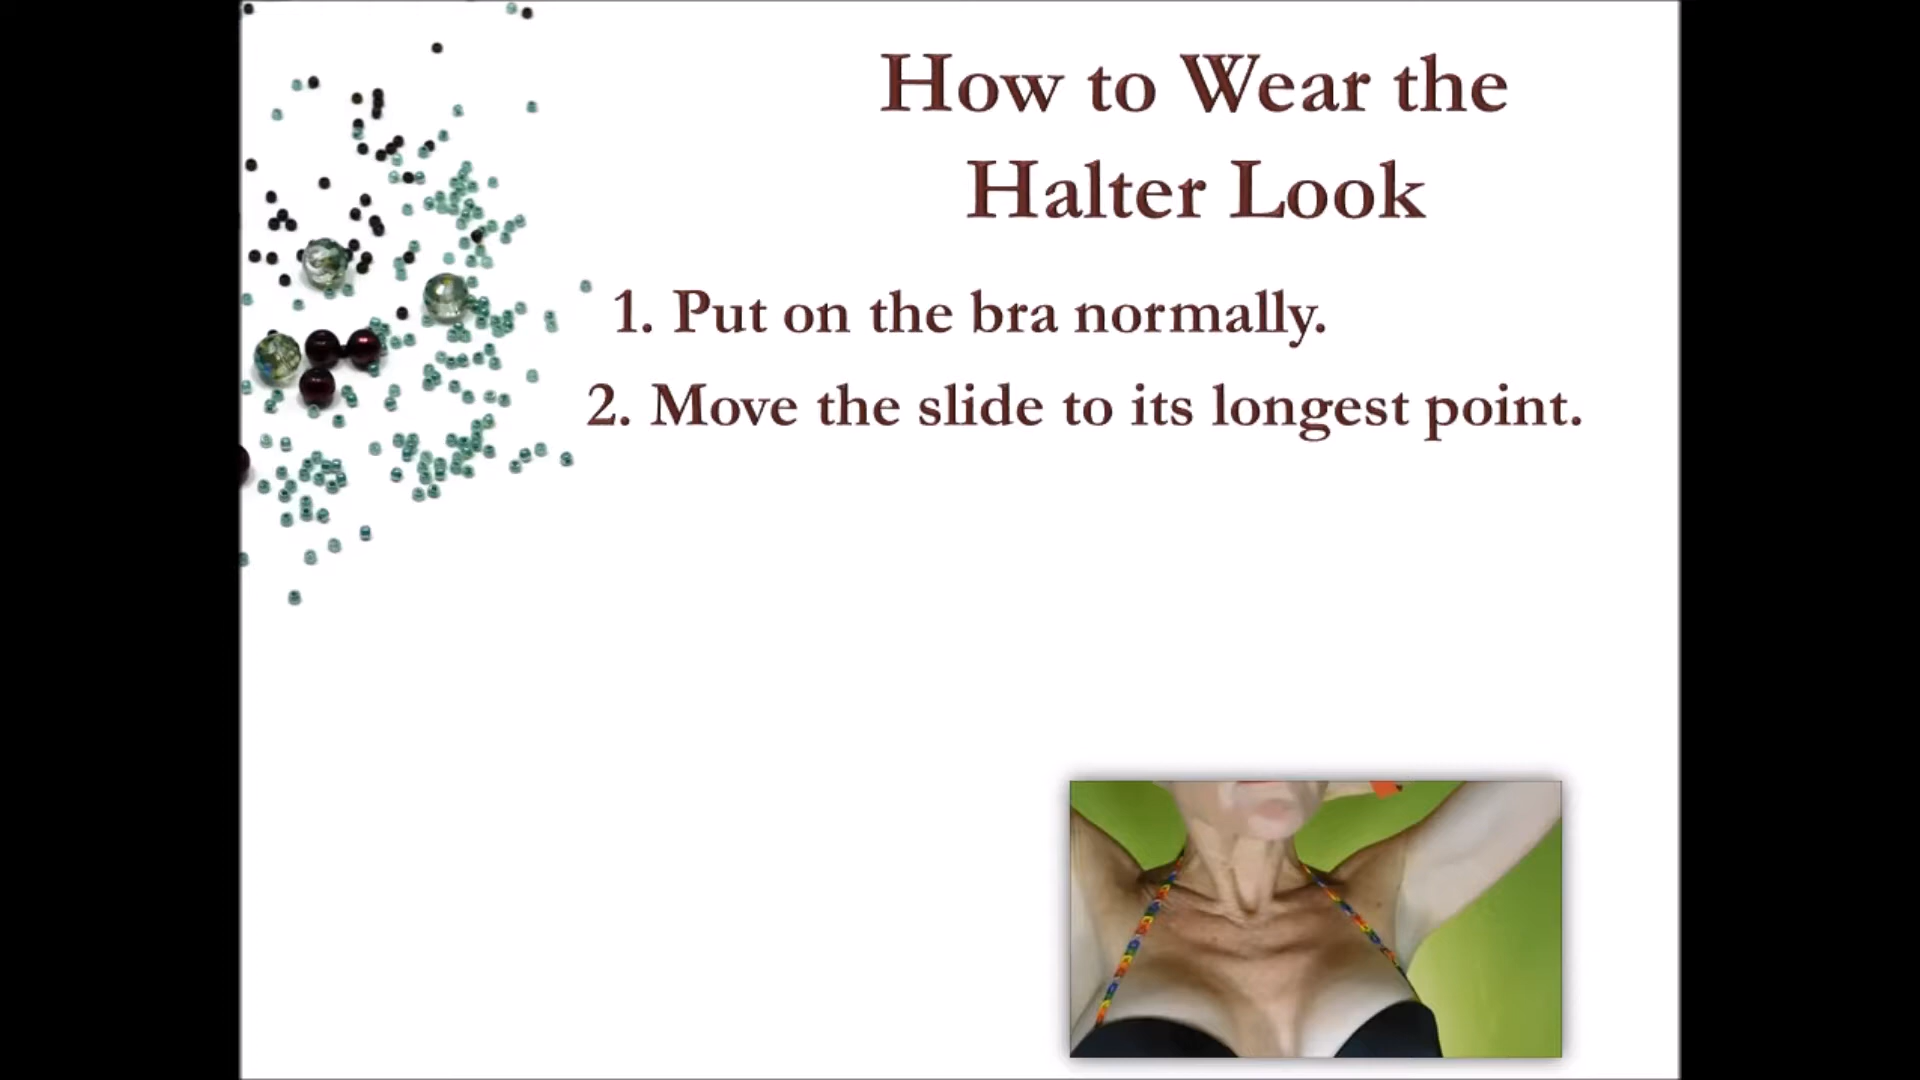 How to Wear the
Halter Look
1. Put on the bra normally.
2. Move the slide to its longest point.